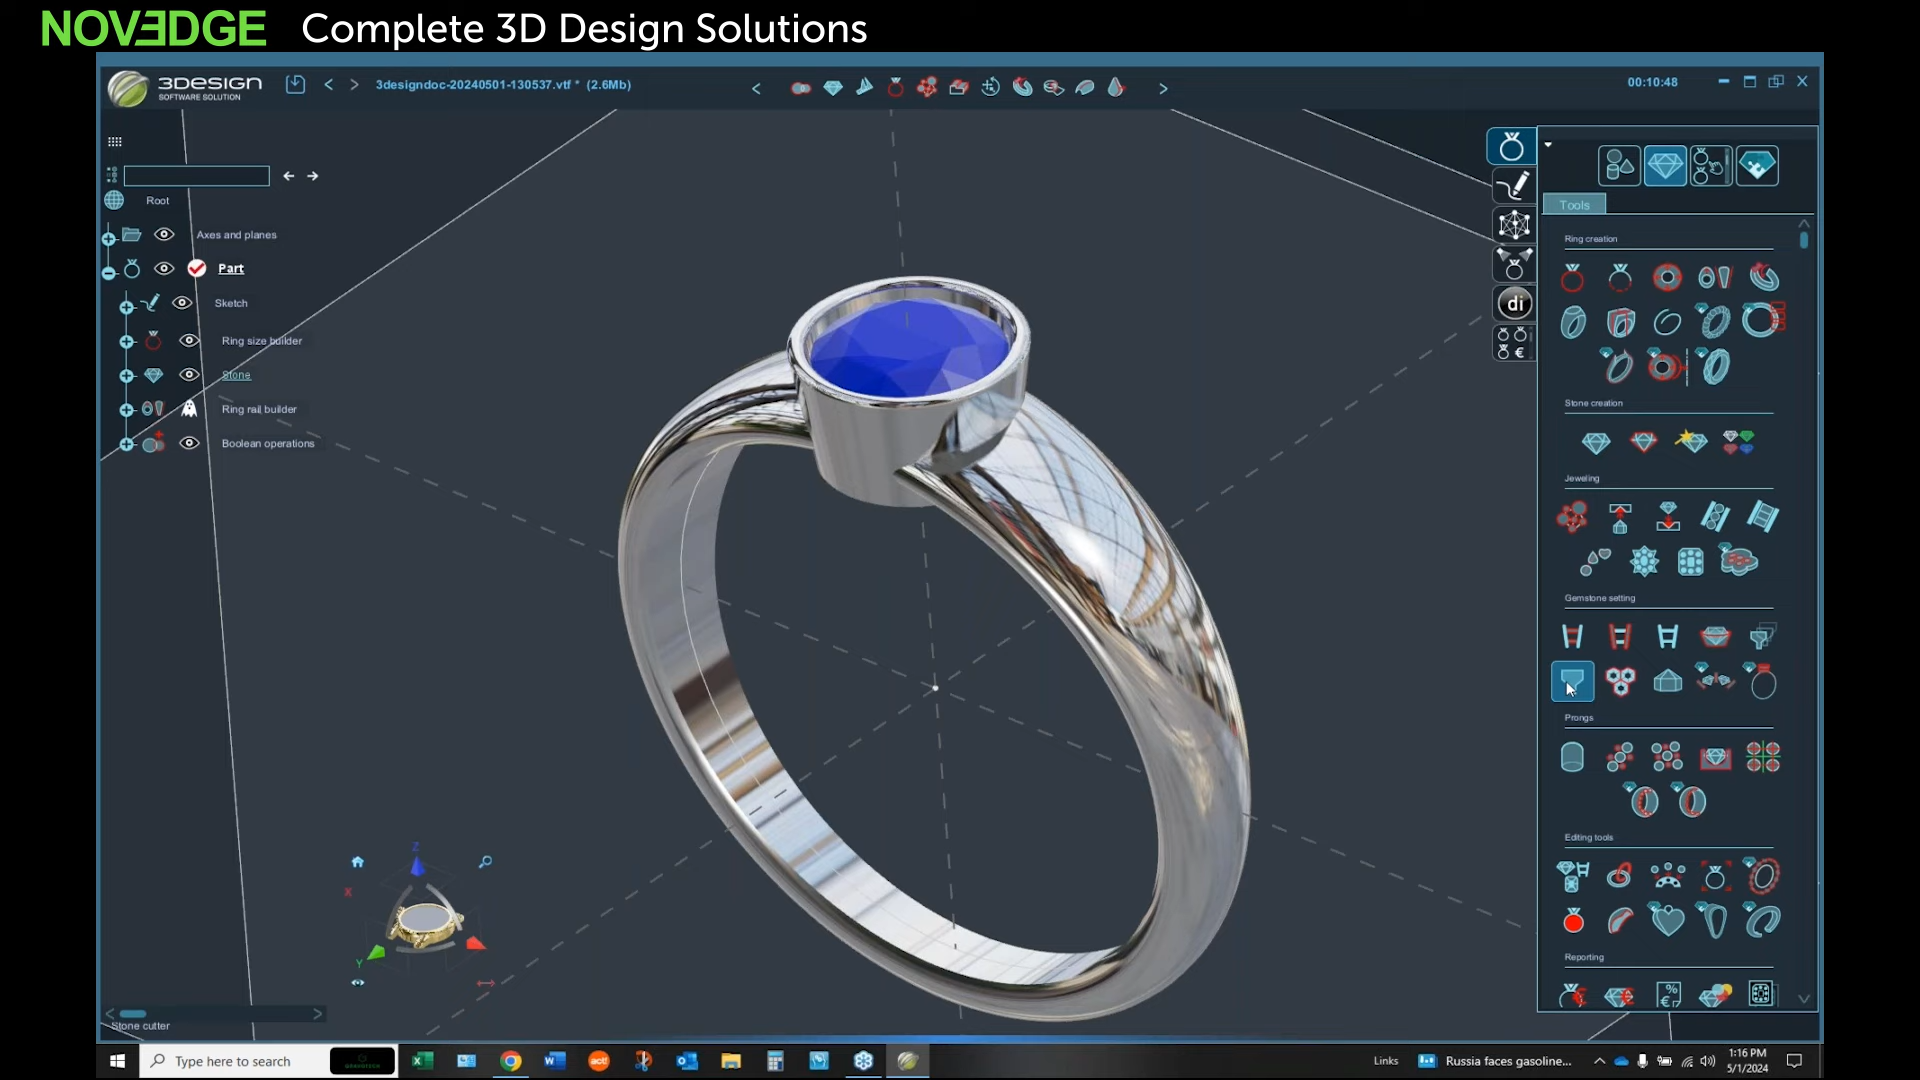 NOVEDGE Complete 3D Design Solutions
3DESIGN
SOFTWARE SOLUTION
3designdoc-20240501-130537.vtf * (2.6Mb)
00:10:48
Root
Axes and planes
Part
Sketch
Ring size builder
Stone
Ring rail builder
Boolean operations
di
€
Tools
Ring creation
Stone creation
Jeweling
Gemstone setting
Prongs
Editing tools
Reporting
Z
X
Y
Stone cutter
Type here to search
act!
Links
Russia faces gasoline...
1:16 PM
5/1/2024